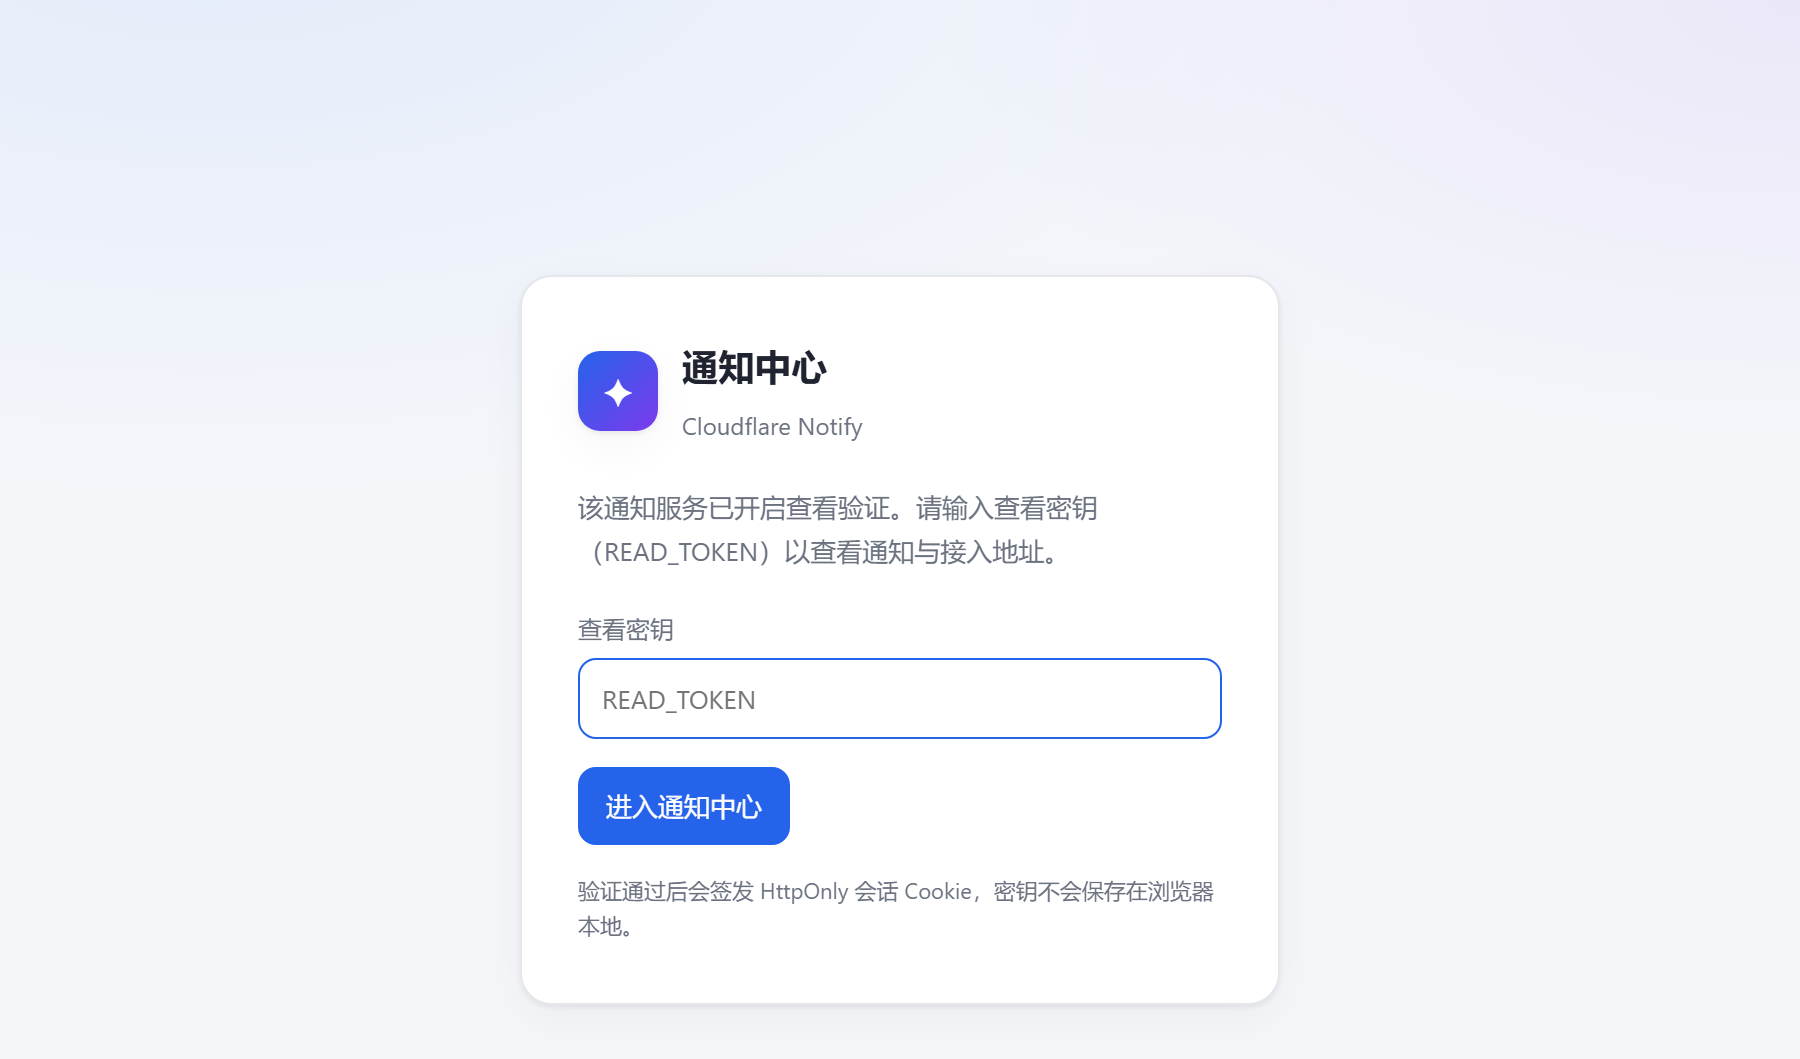 通知中心
Cloudflare Notify
该通知服务已开启查看验证。请输入查看密钥
（READ_TOKEN）以查看通知与接入地址。
查看密钥
READ_TOKEN
进入通知中心
验证通过后会签发 HttpOnly 会话 Cookie，密钥不会保存在浏览器
本地。